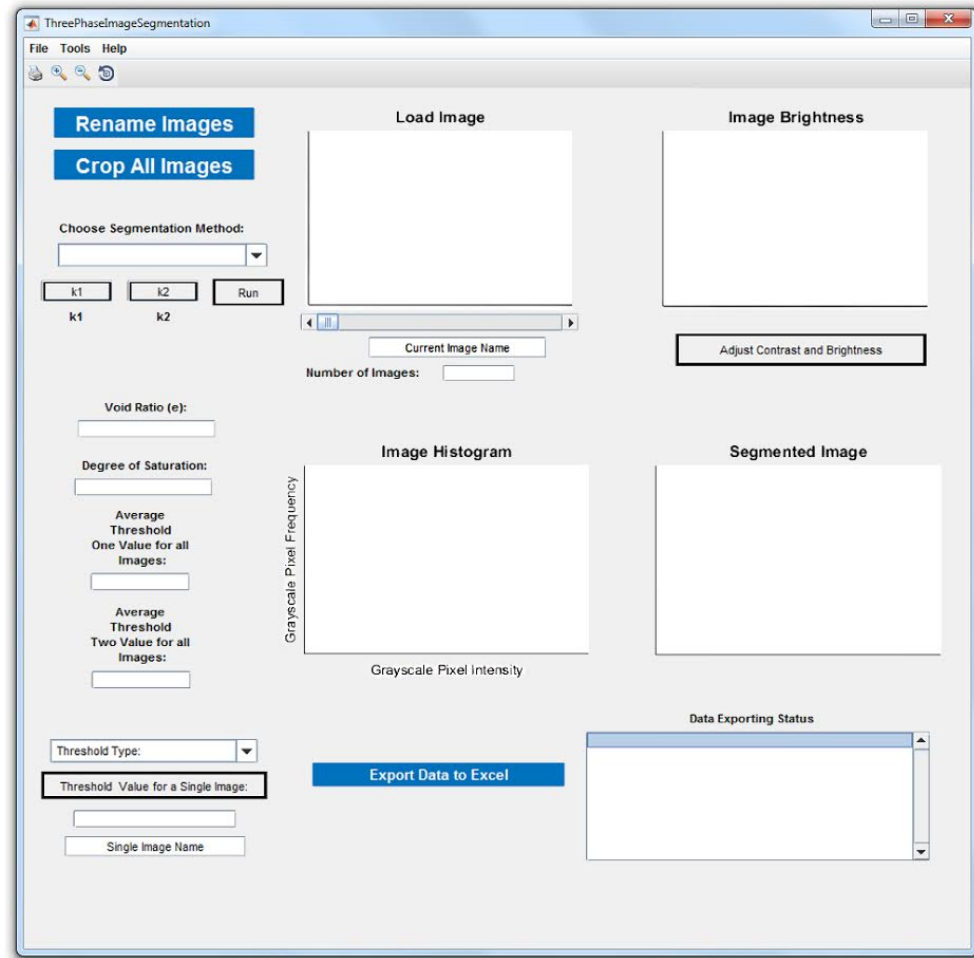 ThreePhaseImageSegmentation
File Tools Help
Rename Images
Crop All Images
Choose Segmentation Method:
k1 k2 Run
k1 k2
Load Image
Current Image Name
Number of Images:
Image Brightness
Adjust Contrast and Brightness
Void Ratio (e):
Degree of Saturation:
Average
Threshold
One Value for all
Images:
Average
Threshold
Two Value for all
Images:
Image Histogram
Grayscale Pixel Frequency
Grayscale Pixel Intensity
Segmented Image
Threshold Type:
Threshold Value for a Single Image:
Single Image Name
Export Data to Excel
Data Exporting Status